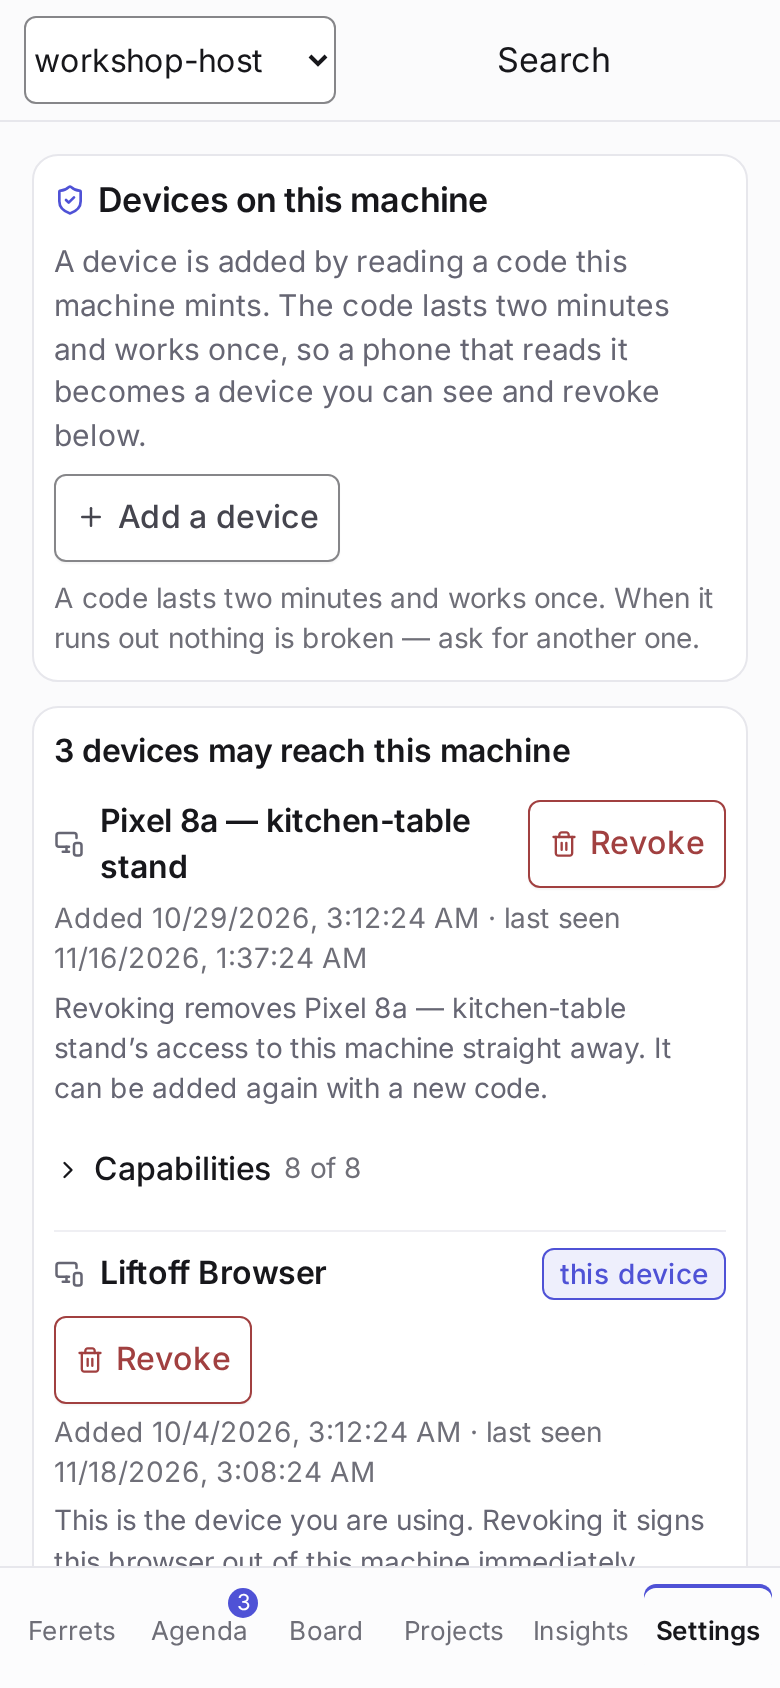 workshop-host
Search
Devices on this machine
A device is added by reading a code this
machine mints. The code lasts two minutes
and works once, so a phone that reads it
becomes a device you can see and revoke
below.
Add a device
A code lasts two minutes and works once. When it
runs out nothing is broken — ask for another one.
3 devices may reach this machine
Pixel 8a — kitchen-table
stand
Revoke
Added 10/29/2026, 3:12:24 AM · last seen
11/16/2026, 1:37:24 AM
Revoking removes Pixel 8a — kitchen-table
stand’s access to this machine straight away. It
can be added again with a new code.
Capabilities 8 of 8
Liftoff Browser
this device
Revoke
Added 10/4/2026, 3:12:24 AM · last seen
11/18/2026, 3:08:24 AM
This is the device you are using. Revoking it signs
this browser out of this machine immediately
3
Ferrets Agenda Board Projects Insights Settings